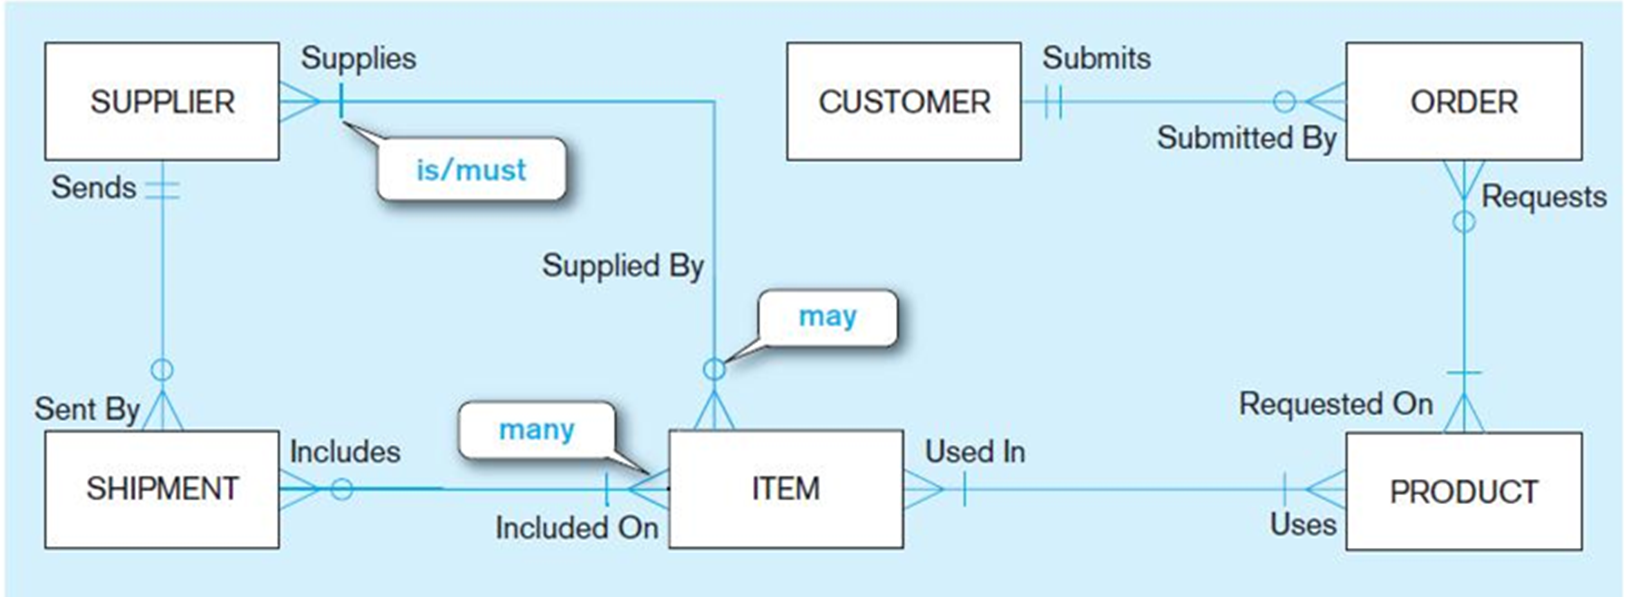 Supplies
Submits
SUPPLIER
CUSTOMER
ORDER
Submitted By
is/must
Sends
Requests
Supplied By
may
Sent By
Requested On
many
Includes
Used In
SHIPMENT
ITEM
PRODUCT
Included On
Uses